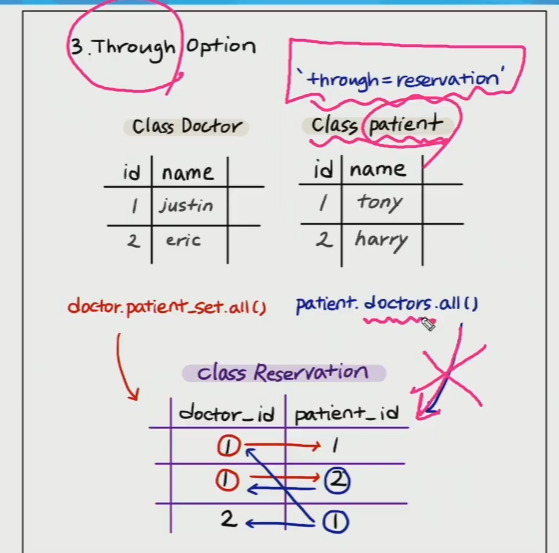 3.Through Option
'through=reservation'
Class Doctor
Class patient
id name
id name
1 justin
1 tony
2 eric
2 harry
doctor.patient_set.all()
patient.doctors.all()
Class Reservation
doctor_id patient_id
1 1
1 2
2 1